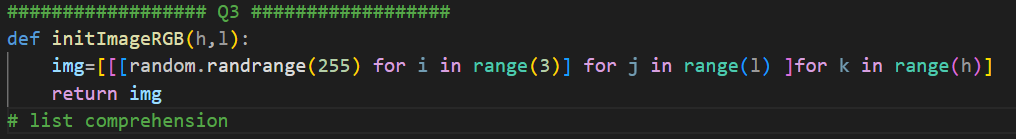 ################## Q3 ##################
def initImageRGB(h,l):
    img=[[[random.randrange(255) for i in range(3)] for j in range(l) ]for k in range(h)]
    return img
# list comprehension